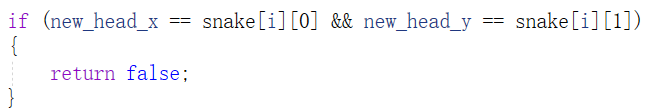 if (new_head_x == snake[i][0] && new_head_y == snake[i][1])
{
    return false;
}